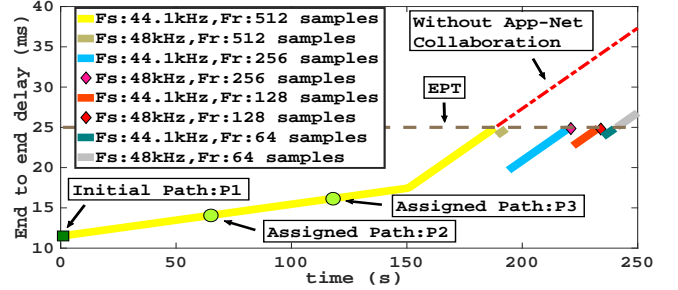 End to end delay (ms)
40
35
30
25
20
15
10
Fs:44.1kHz,Fr:512 samples
Fs:48kHz,Fr:512 samples
Fs:44.1kHz,Fr:256 samples
Fs:48kHz,Fr:256 samples
Fs:44.1kHz,Fr:128 samples
Fs:48kHz,Fr:128 samples
Fs:44.1kHz,Fr:64 samples
Fs:48kHz,Fr:64 samples
Without App-Net
Collaboration
EPT
Initial Path:P1
Assigned Path:P2
Assigned Path:P3
0 50 100 150 200 250
time (s)